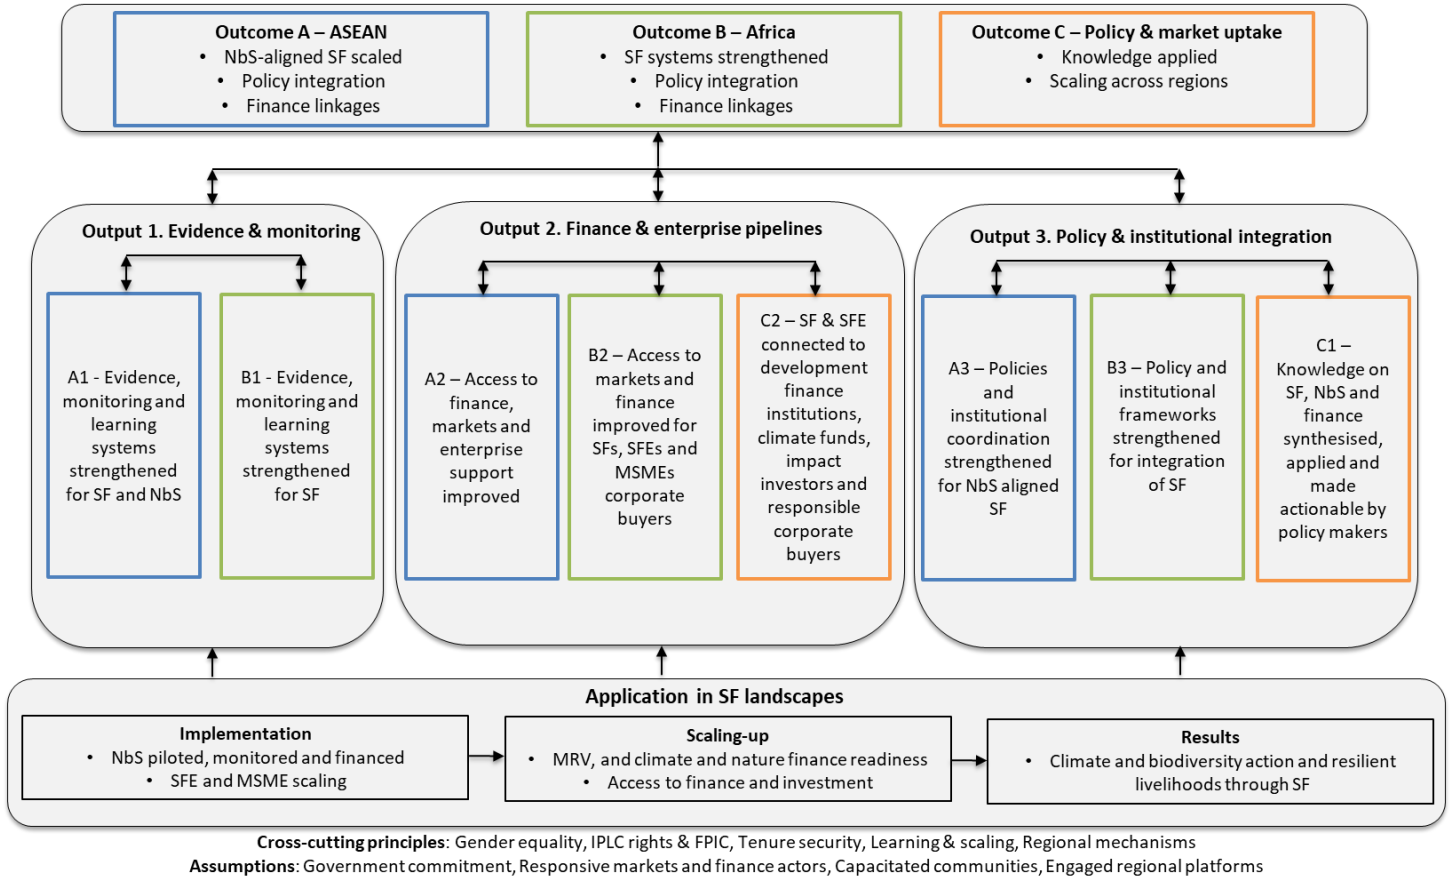 Outcome A – ASEAN
• NbS-aligned SF scaled
• Policy integration
• Finance linkages
Outcome B – Africa
• SF systems strengthened
• Policy integration
• Finance linkages
Outcome C – Policy & market uptake
• Knowledge applied
• Scaling across regions
Output 1. Evidence & monitoring
A1 - Evidence,
monitoring and
learning
systems
strengthened
for SF and NbS
B1 - Evidence,
monitoring and
learning
systems
strengthened
for SF
Output 2. Finance & enterprise pipelines
A2 – Access to
finance,
markets and
enterprise
support
improved
B2 – Access to
markets and
finance
improved for
SFs, SFEs and
MSMEs
corporate
buyers
C2 – SF & SFE
connected to
development
finance
institutions,
climate funds,
impact
investors and
responsible
corporate
buyers
Output 3. Policy & institutional integration
A3 – Policies
and
institutional
coordination
strengthened
for NbS aligned
SF
B3 – Policy and
institutional
frameworks
strengthened
for integration
of SF
C1 –
Knowledge on
SF, NbS and
finance
synthesised,
applied and
made
actionable by
policy makers
Application in SF landscapes
Implementation
• NbS piloted, monitored and financed
• SFE and MSME scaling
Scaling-up
• MRV, and climate and nature finance readiness
• Access to finance and investment
Results
• Climate and biodiversity action and resilient
livelihoods through SF
Cross-cutting principles: Gender equality, IPLC rights & FPIC, Tenure security, Learning & scaling, Regional mechanisms
Assumptions: Government commitment, Responsive markets and finance actors, Capacitated communities, Engaged regional platforms